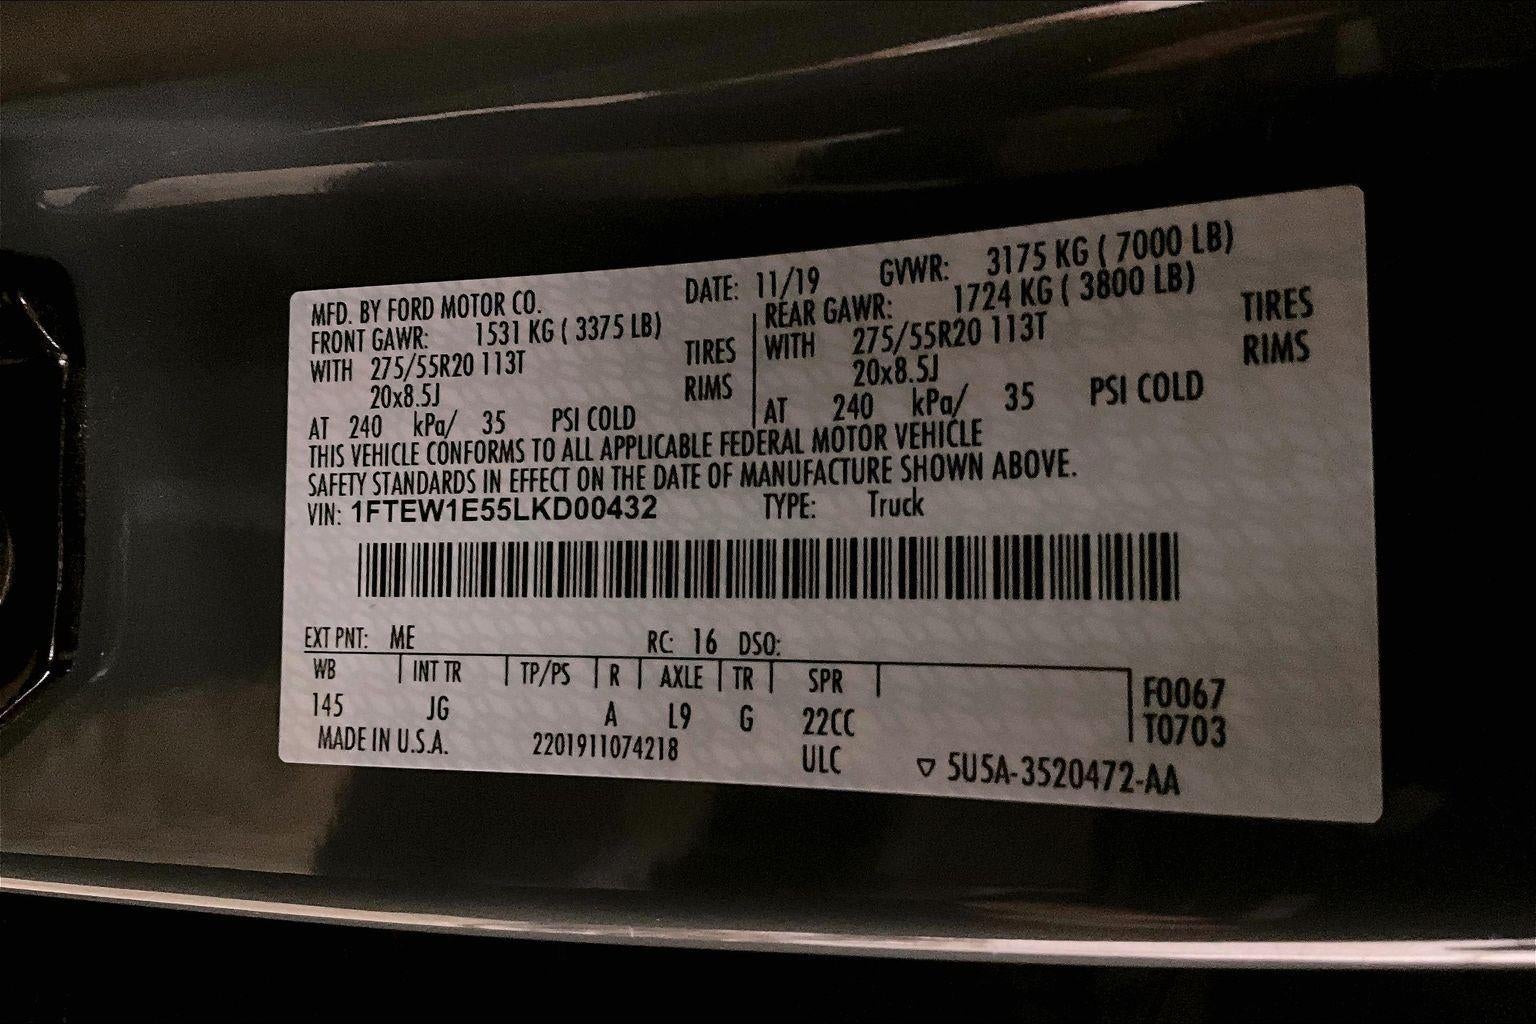 MFD. BY FORD MOTOR CO. DATE: 11/19 GVWR: 3175 KG ( 7000 LB)
FRONT GAWR: 1531 KG ( 3375 LB) REAR GAWR: 1724 KG ( 3800 LB)
WITH 275/55R20 113T TIRES WITH 275/55R20 113T TIRES
20x8.5J RIMS 20x8.5J RIMS
AT 240 kPa/ 35 PSI COLD AT 240 kPa/ 35 PSI COLD
THIS VEHICLE CONFORMS TO ALL APPLICABLE FEDERAL MOTOR VEHICLE
SAFETY STANDARDS IN EFFECT ON THE DATE OF MANUFACTURE SHOWN ABOVE.
VIN: 1FTEW1E55LKD00432 TYPE: Truck
EXT PNT: ME RC: 16 DSO:
WB INT TR TP/PS R AXLE TR SPR F0067
145 JG A L9 G 22CC T0703
MADE IN U.S.A. 2201911074218 ULC ▽ 5U5A-3520472-AA